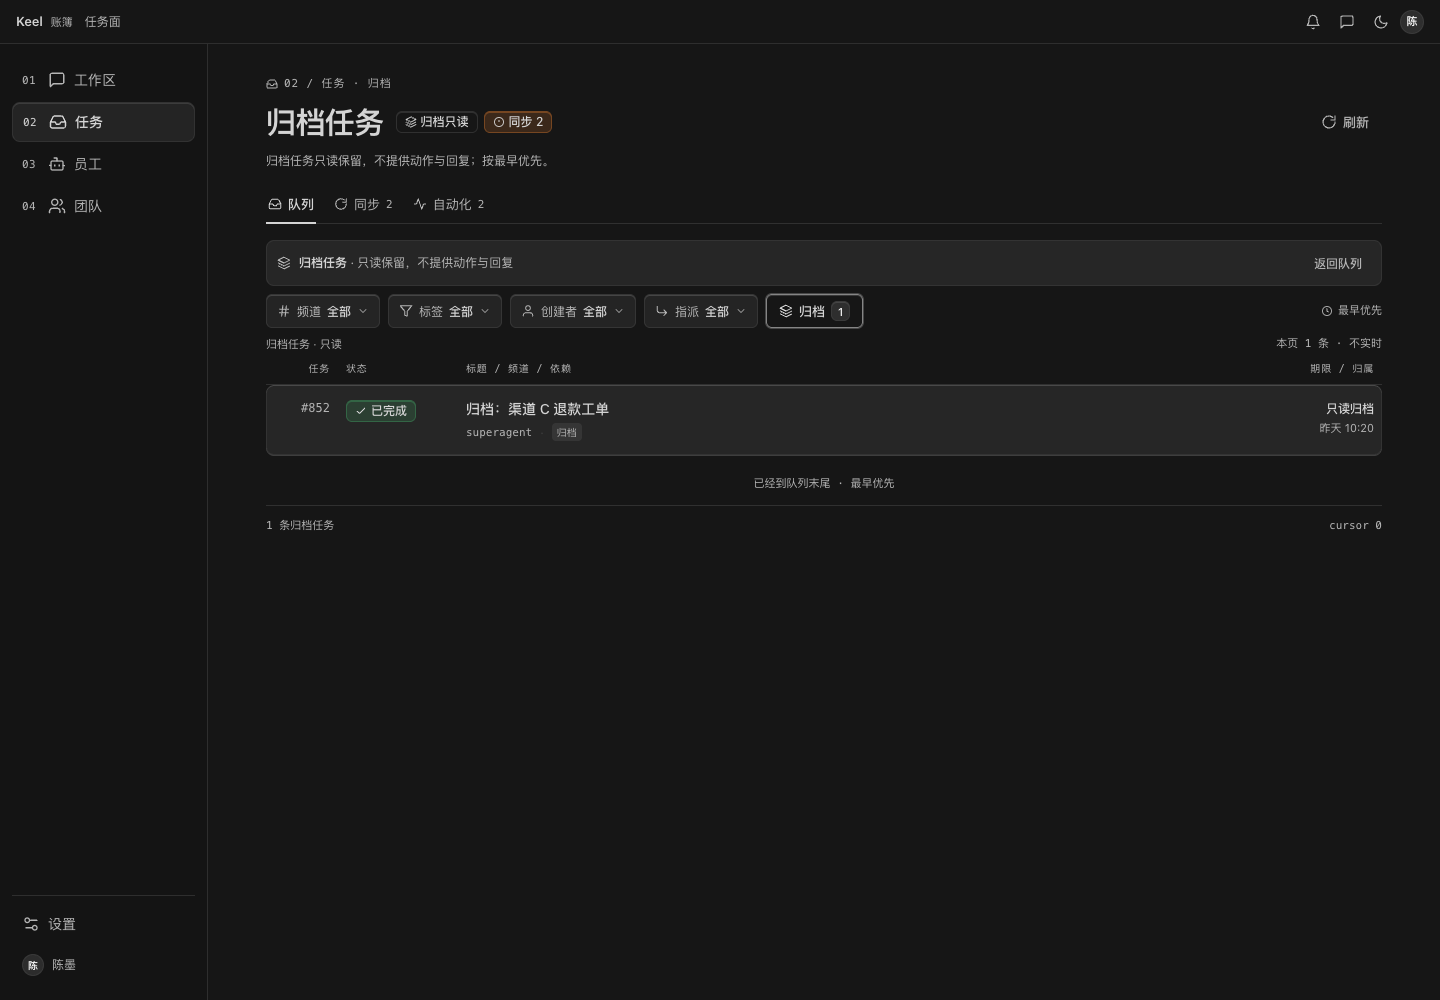 Keel 账簿 任务面
陈
01 工作区
02 任务
03 员工
04 团队
设置
陈 陈墨
02 / 任务 · 归档
归档任务 归档只读 同步 2
刷新
归档任务只读保留，不提供动作与回复；按最早优先。
队列 同步 2 自动化 2
归档任务 · 只读保留，不提供动作与回复
返回队列
频道 全部 标签 全部 创建者 全部 指派 全部 归档 1
最早优先
归档任务 · 只读
本页 1 条 · 不实时
任务 状态 标题 / 频道 / 依赖 期限 / 归属
#852 已完成 归档：渠道 C 退款工单 只读归档
superagent · 归档 昨天 10:20
已经到队列末尾 · 最早优先
1 条归档任务
cursor 0